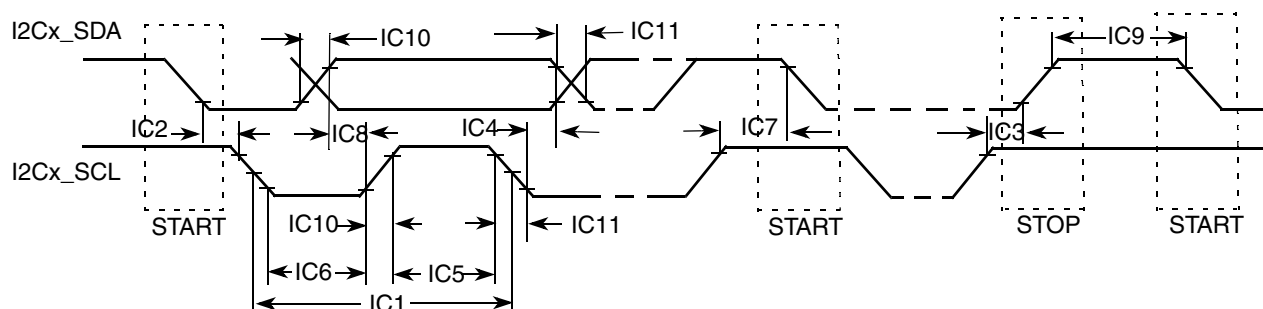 I2Cx_SDA
IC10
IC11
IC9
IC2
IC8
IC4
IC7
IC3
I2Cx_SCL
START
IC10
IC11
START
STOP
START
IC6
IC5
IC1